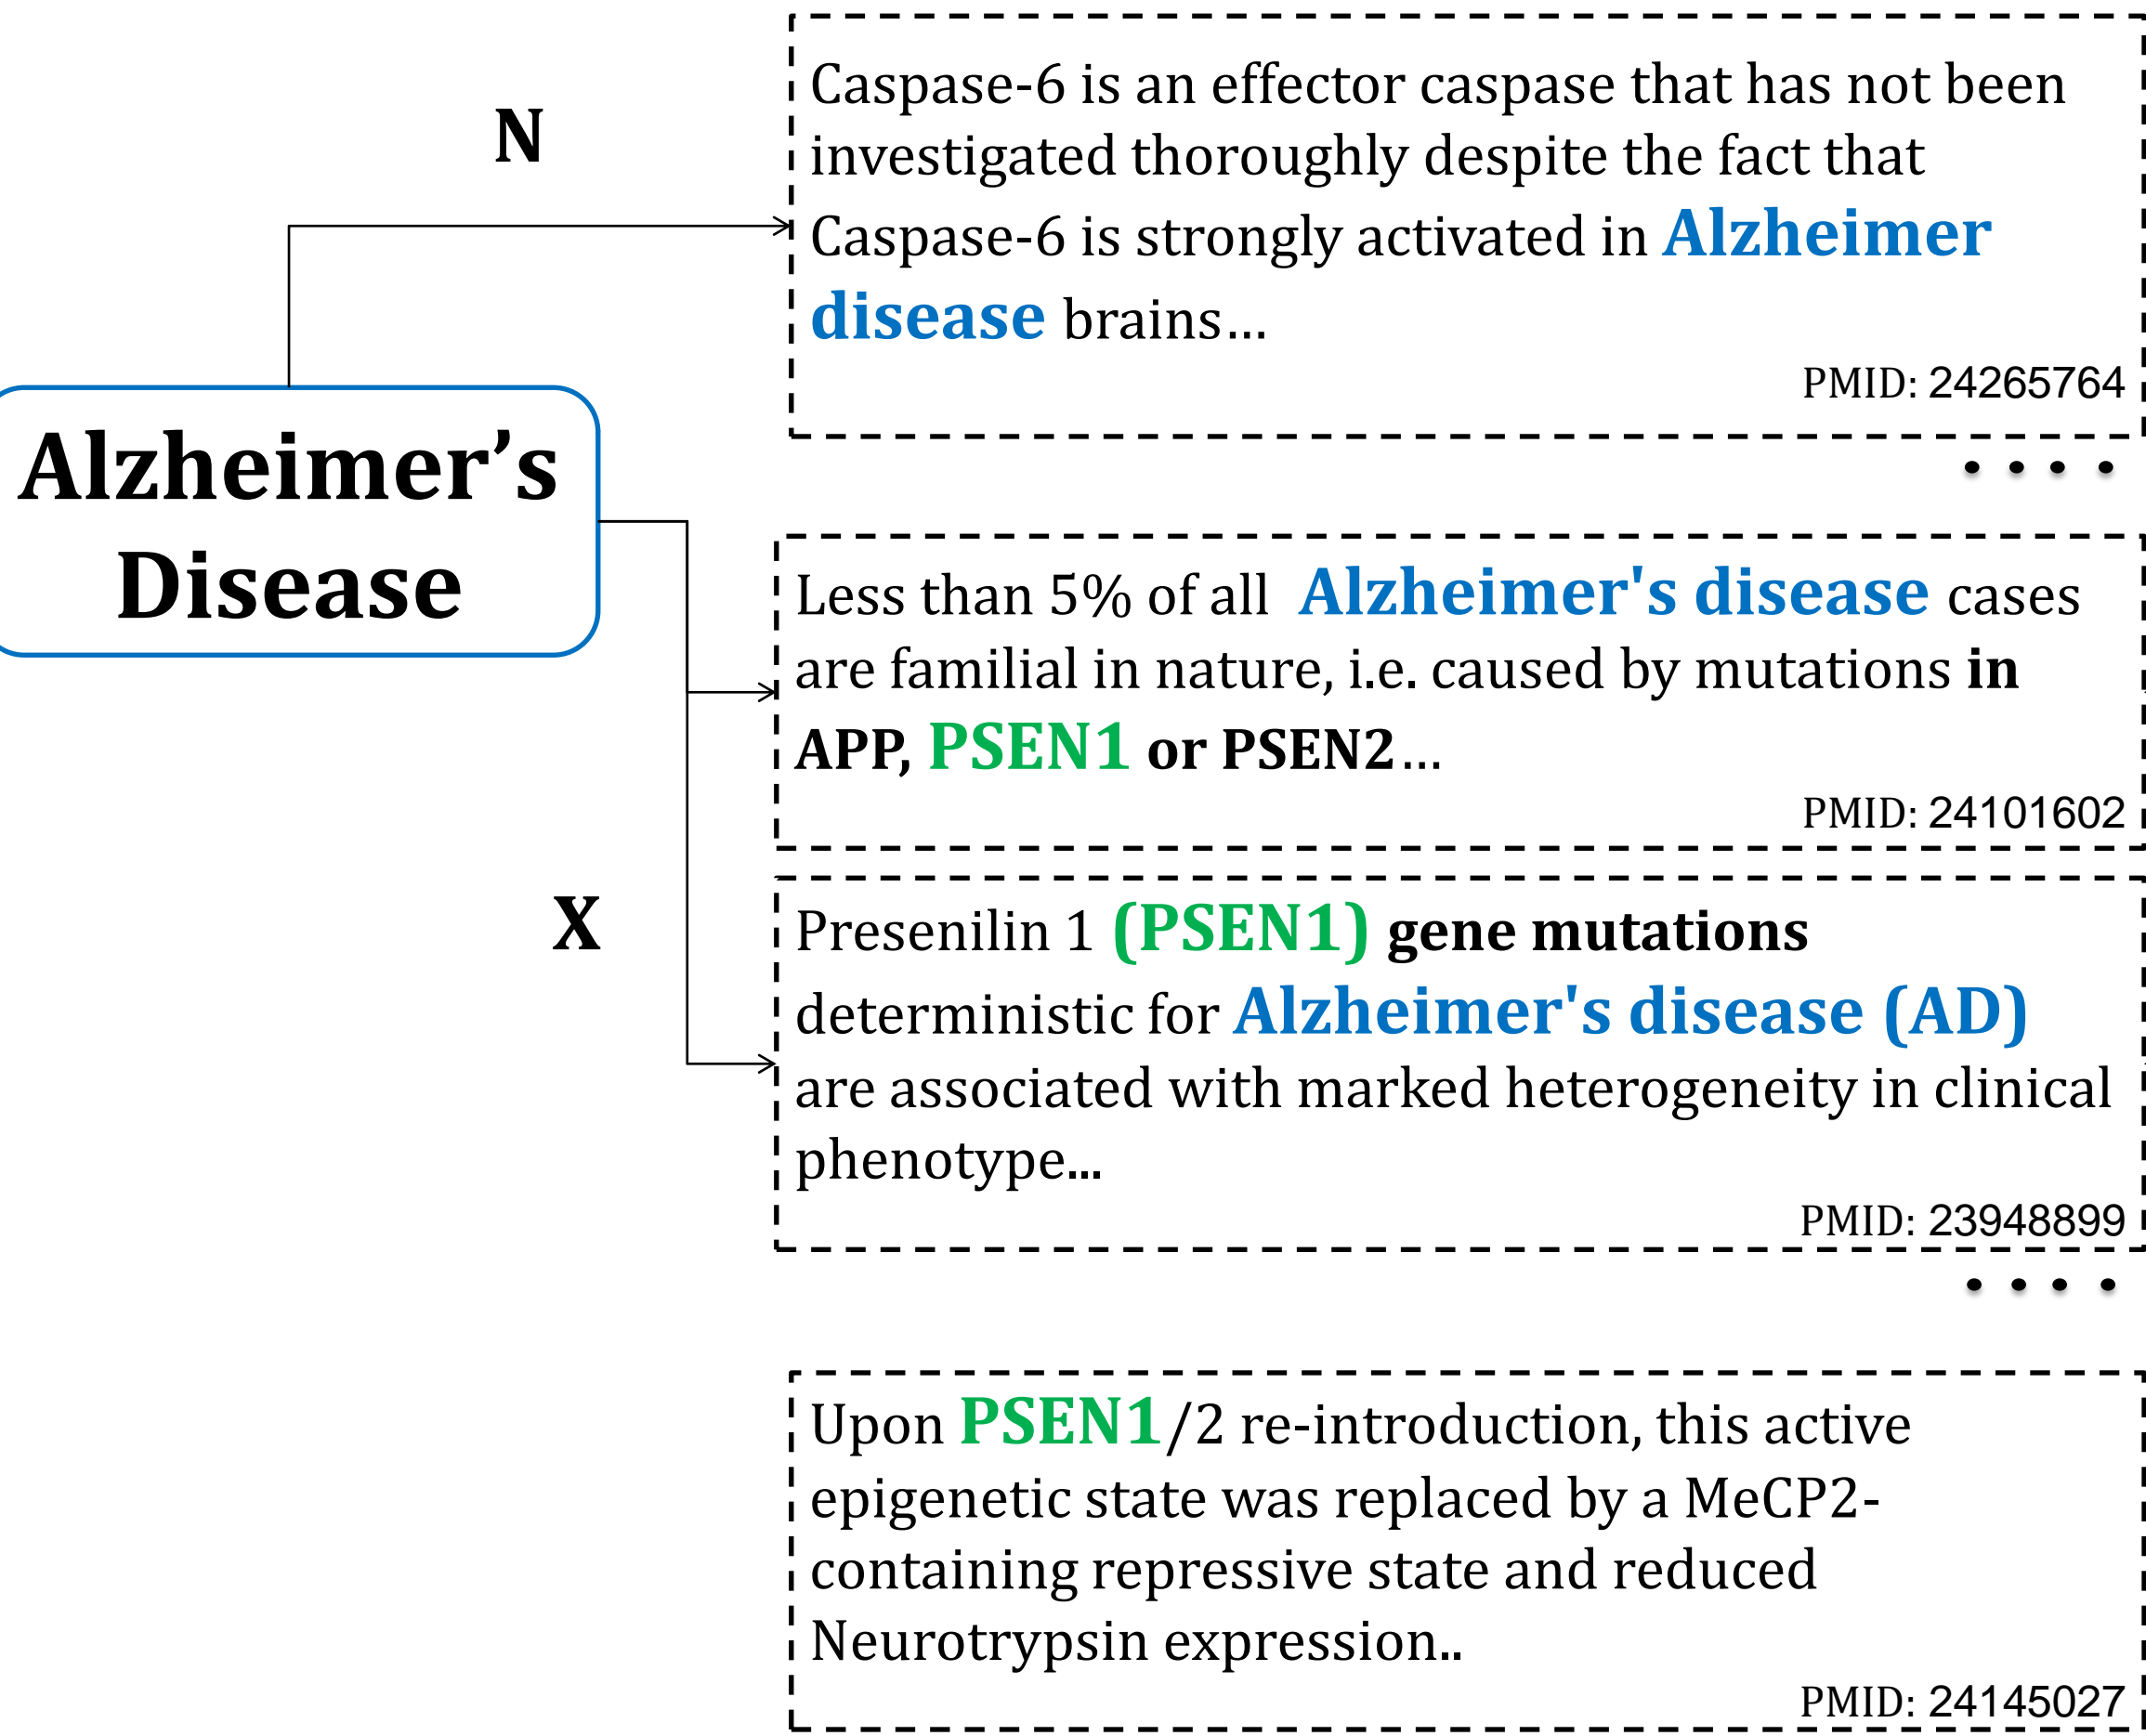 N
Caspase-6 is an effector caspase that has not been
investigated thoroughly despite the fact that
Caspase-6 is strongly activated in Alzheimer
disease brains…
PMID: 24265764
Alzheimer’s
Disease
Less than 5% of all Alzheimer's disease cases
are familial in nature, i.e. caused by mutations in
APP, PSEN1 or PSEN2…
PMID: 24101602
X
Presenilin 1 (PSEN1) gene mutations
deterministic for Alzheimer's disease (AD)
are associated with marked heterogeneity in clinical
phenotype...
PMID: 23948899
Upon PSEN1/2 re-introduction, this active
epigenetic state was replaced by a MeCP2-
containing repressive state and reduced
Neurotrypsin expression..
PMID: 24145027